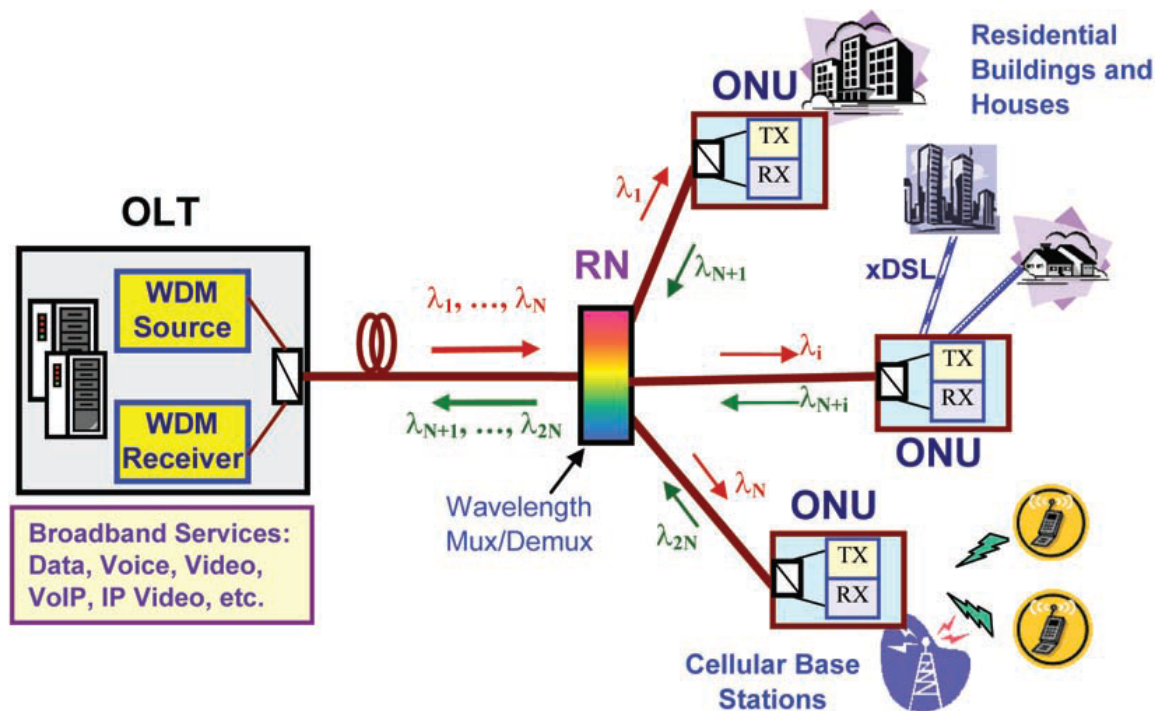 Residential
Buildings and
Houses
ONU
TX
RX
λ1
λN+1
OLT
WDM
Source
WDM
Receiver
Broadband Services:
Data, Voice, Video,
VoIP, IP Video, etc.
λ1, …, λN
λN+1, …, λ2N
RN
Wavelength
Mux/Demux
xDSL
λi
λN+i
TX
RX
ONU
λN
λ2N
ONU
TX
RX
Cellular Base
Stations